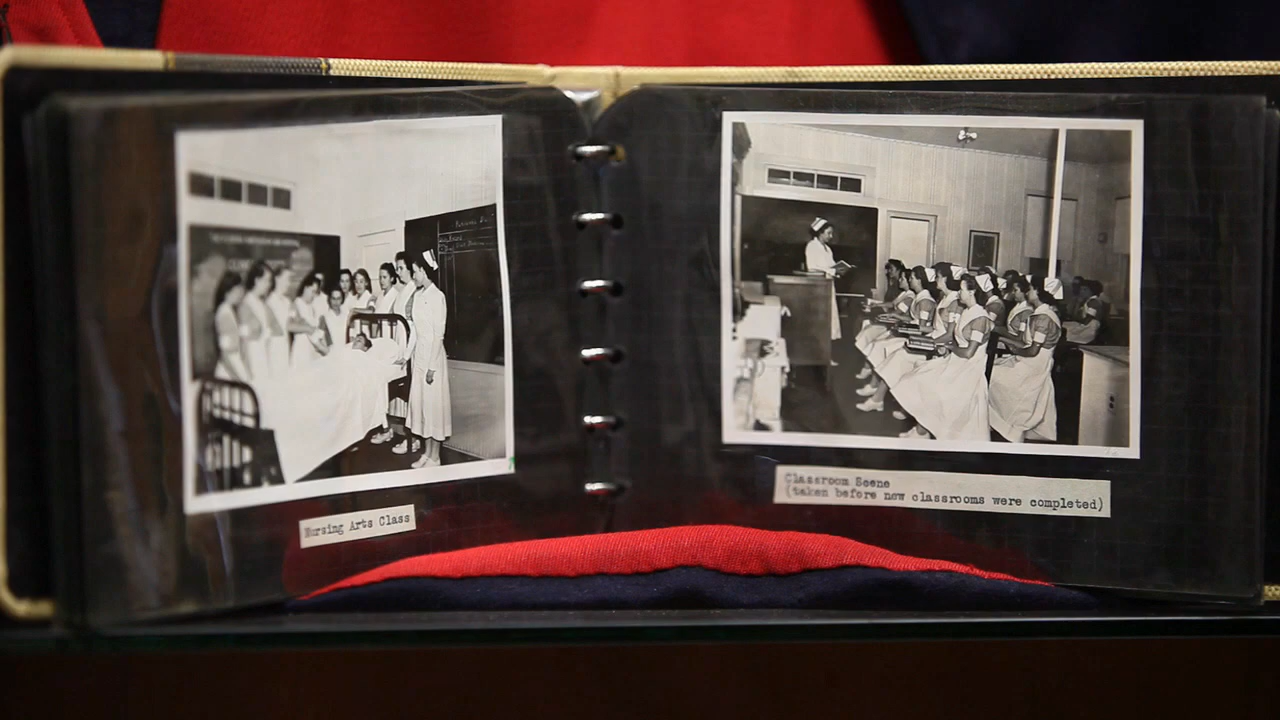 Nursing Arts Class
Classroom Scene
(taken before new classrooms were completed)